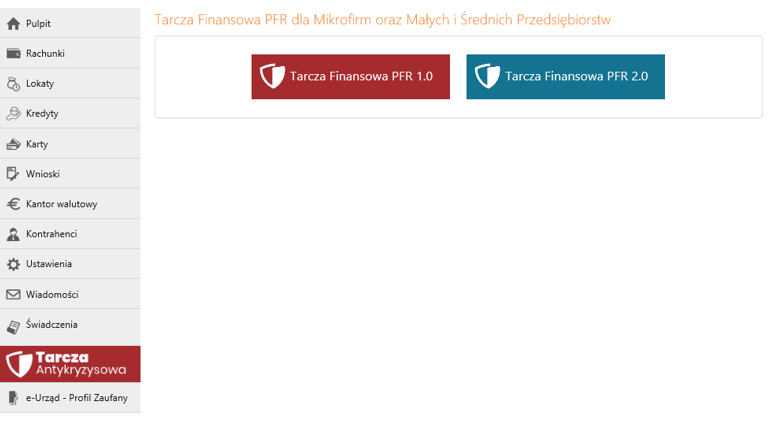 Pulpit
Rachunki
Lokaty
Kredyty
Karty
Wnioski
Kantor walutowy
Kontrahenci
Ustawienia
Wiadomości
Świadczenia
Tarcza
Antykryzysowa
e-Urząd - Profil Zaufany
Tarcza Finansowa PFR dla Mikrofirm oraz Małych i Średnich Przedsiębiorstw
Tarcza Finansowa PFR 1.0
Tarcza Finansowa PFR 2.0